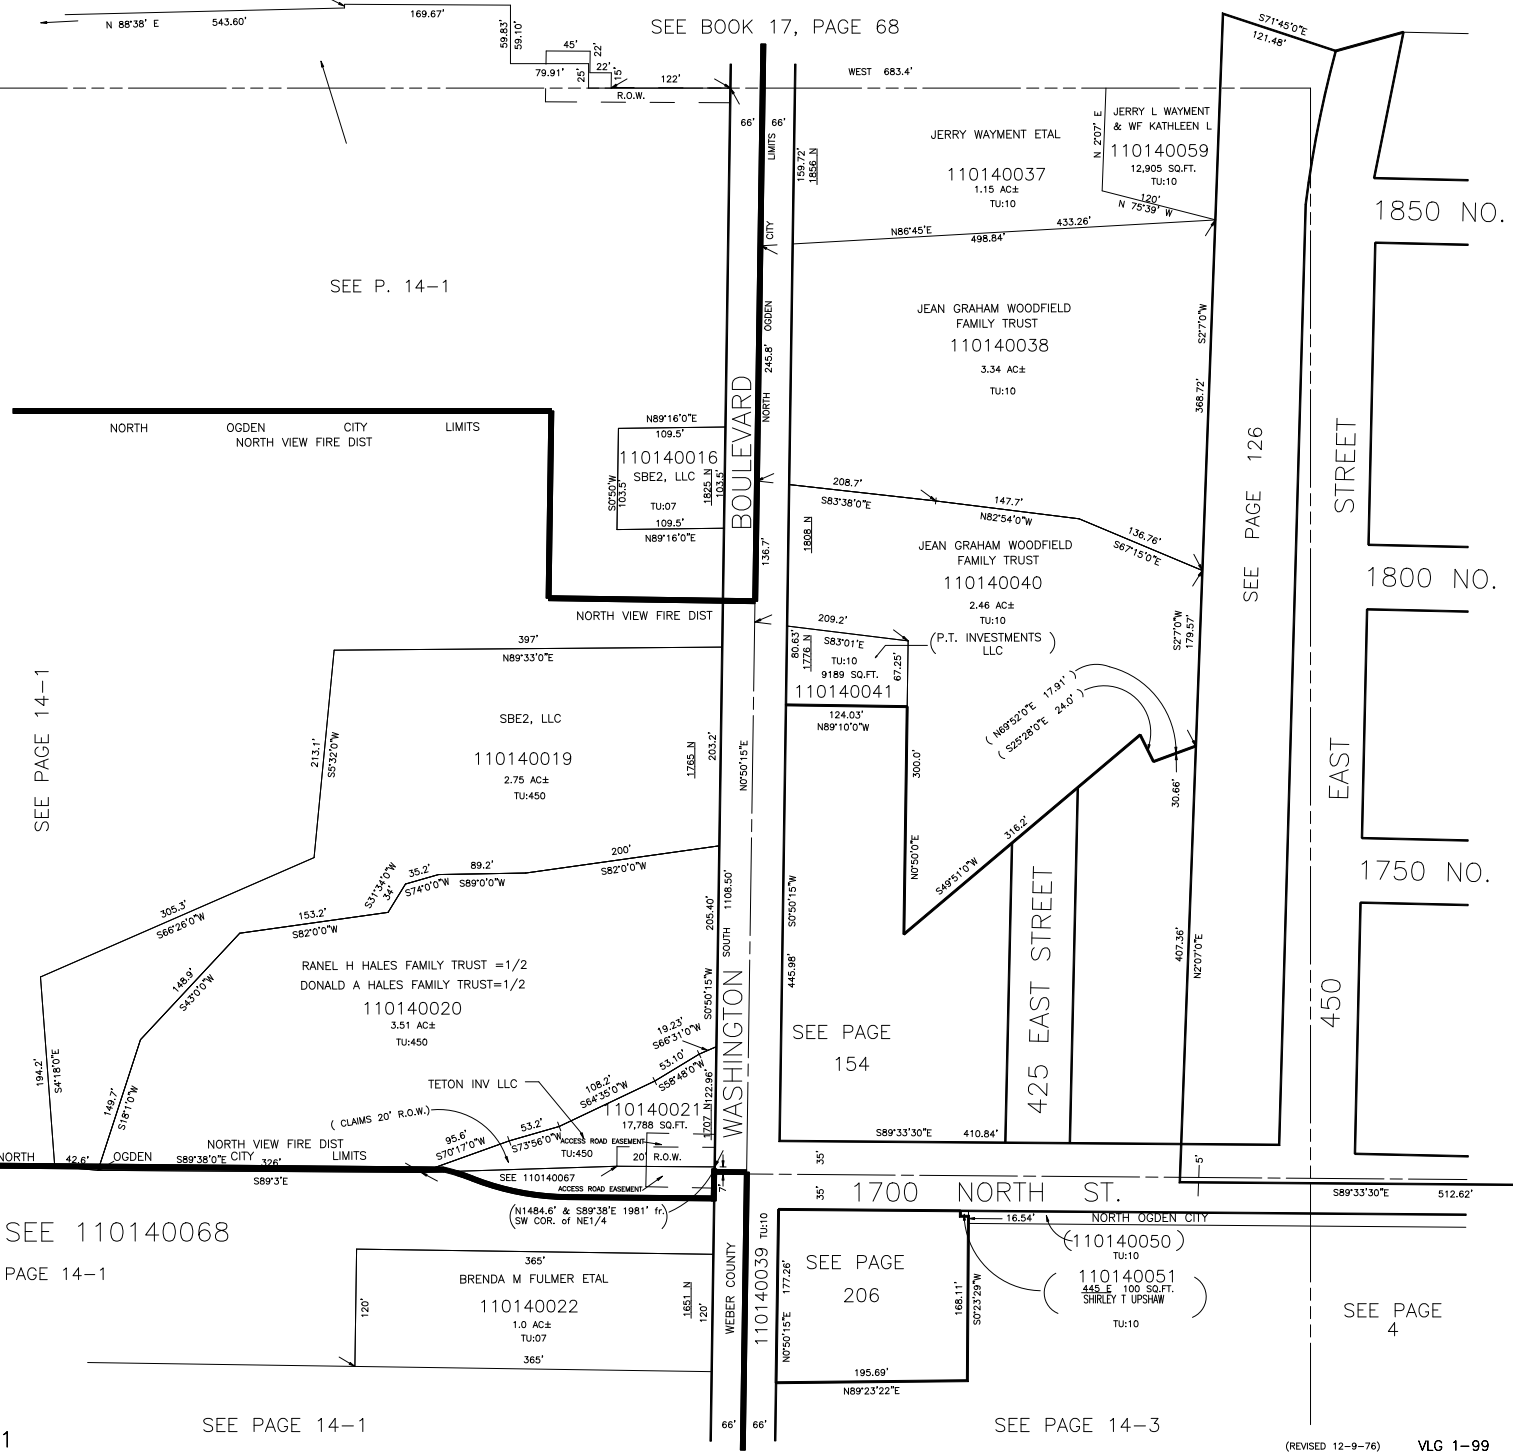 N 88°38' E
543.60'
169.67'
59.83'
59.10'
SEE BOOK 17, PAGE 68
45'
22'
79.91'
25'
22'
15'
122'
R.O.W.
WEST 683.4'
S71°45'0"E
121.48'
66'
66'
LIMITS
CITY
OGDEN
NORTH
159.72'
1856 N
JERRY WAYMENT ETAL
110140037
1.15 AC±
TU:10
N 2°07' E
JERRY L WAYMENT
& WF KATHLEEN L
110140059
12,905 SQ.FT.
TU:10
120'
N 75°39' W
N86°45'E
433.26'
498.84'
1850 NO.
SEE P. 14-1
JEAN GRAHAM WOODFIELD
FAMILY TRUST
110140038
3.34 AC±
TU:10
245.8'
S2°7'0"W
368.72'
BOULEVARD
NORTH OGDEN CITY LIMITS
NORTH VIEW FIRE DIST
N89°16'0"E
109.5'
110140016
SBE2, LLC
TU:07
S0°50'W
103.5'
1825 N
103.5'
109.5'
N89°16'0"E
136.7'
208.7'
S83°38'0"E
147.7'
N82°54'0"W
136.76'
S67°15'0"E
1808 N
JEAN GRAHAM WOODFIELD
FAMILY TRUST
110140040
2.46 AC±
TU:10
SEE PAGE 126
STREET
1800 NO.
NORTH VIEW FIRE DIST
209.2'
S83°01'E
TU:10
9189 SQ.FT.
110140041
80.63'
1776 N
67.25'
(P.T. INVESTMENTS )
LLC
S2°7'0"W
179.57'
397'
N89°33'0"E
124.03'
N89°10'0"W
( N69°52'0"E 17.91' )
( S25°28'0"E 24.0' )
SEE PAGE 14-1
213.1'
S5°32'0"W
SBE2, LLC
110140019
2.75 AC±
TU:450
1765 N
203.2'
N0°50'15"E
300.0'
N0°50'0"E
30.66'
EAST
316.2'
S49°51'0"W
1750 NO.
200'
S82°0'0"W
89.2'
S89°0'0"W
35.2'
S74°0'0"W
S31°34'0"W
34'
153.2'
S82°0'0"W
305.3'
S66°26'0"W
148.9'
S43°0'0"W
205.40'
SOUTH 1108.50'
S0°50'15"W
S0°50'15"W
445.98'
425 EAST STREET
407.36'
N2°07'0"E
450
RANEL H HALES FAMILY TRUST =1/2
DONALD A HALES FAMILY TRUST=1/2
110140020
3.51 AC±
TU:450
WASHINGTON
SEE PAGE
154
194.2'
S4°18'0"E
149.7'
S18°1'0"W
19.23'
S66°31'0"W
53.10'
S58°48'0"W
108.2'
S64°35'0"W
53.2'
S73°56'0"W
95.6'
S70°17'0"W
TETON INV LLC
( CLAIMS 20' R.O.W.)
110140021
17,788 SQ.FT.
TU:450
1707 N
122.96'
ACCESS ROAD EASEMENT
20' R.O.W.
SEE 110140067
ACCESS ROAD EASEMENT
7'
NORTH VIEW FIRE DIST
NORTH OGDEN CITY LIMITS
42.6'
S89°38'0"E
326'
S89°3'E
(N1484.6' & S89°38'E 1981' fr.)
SW COR. of NE1/4
S89°33'30"E 410.84'
35'
35'
5'
1700 NORTH ST.
S89°33'30"E 512.62'
SEE 110140068
PAGE 14-1
365'
BRENDA M FULMER ETAL
110140022
1.0 AC±
TU:07
120'
1651 N
120'
365'
WEBER COUNTY
110140039 TU:10
N0°50'15"E 177.26'
SEE PAGE
206
195.69'
N89°23'22"E
16.54'
168.11'
S0°23'29"W
NORTH OGDEN CITY
(110140050 )
TU:10
110140051
445 E 100 SQ.FT.
SHIRLEY T UPSHAW
TU:10
SEE PAGE
4
SEE PAGE 14-1
66'
66'
SEE PAGE 14-3
1
(REVISED 12-9-76)
VLG 1-99